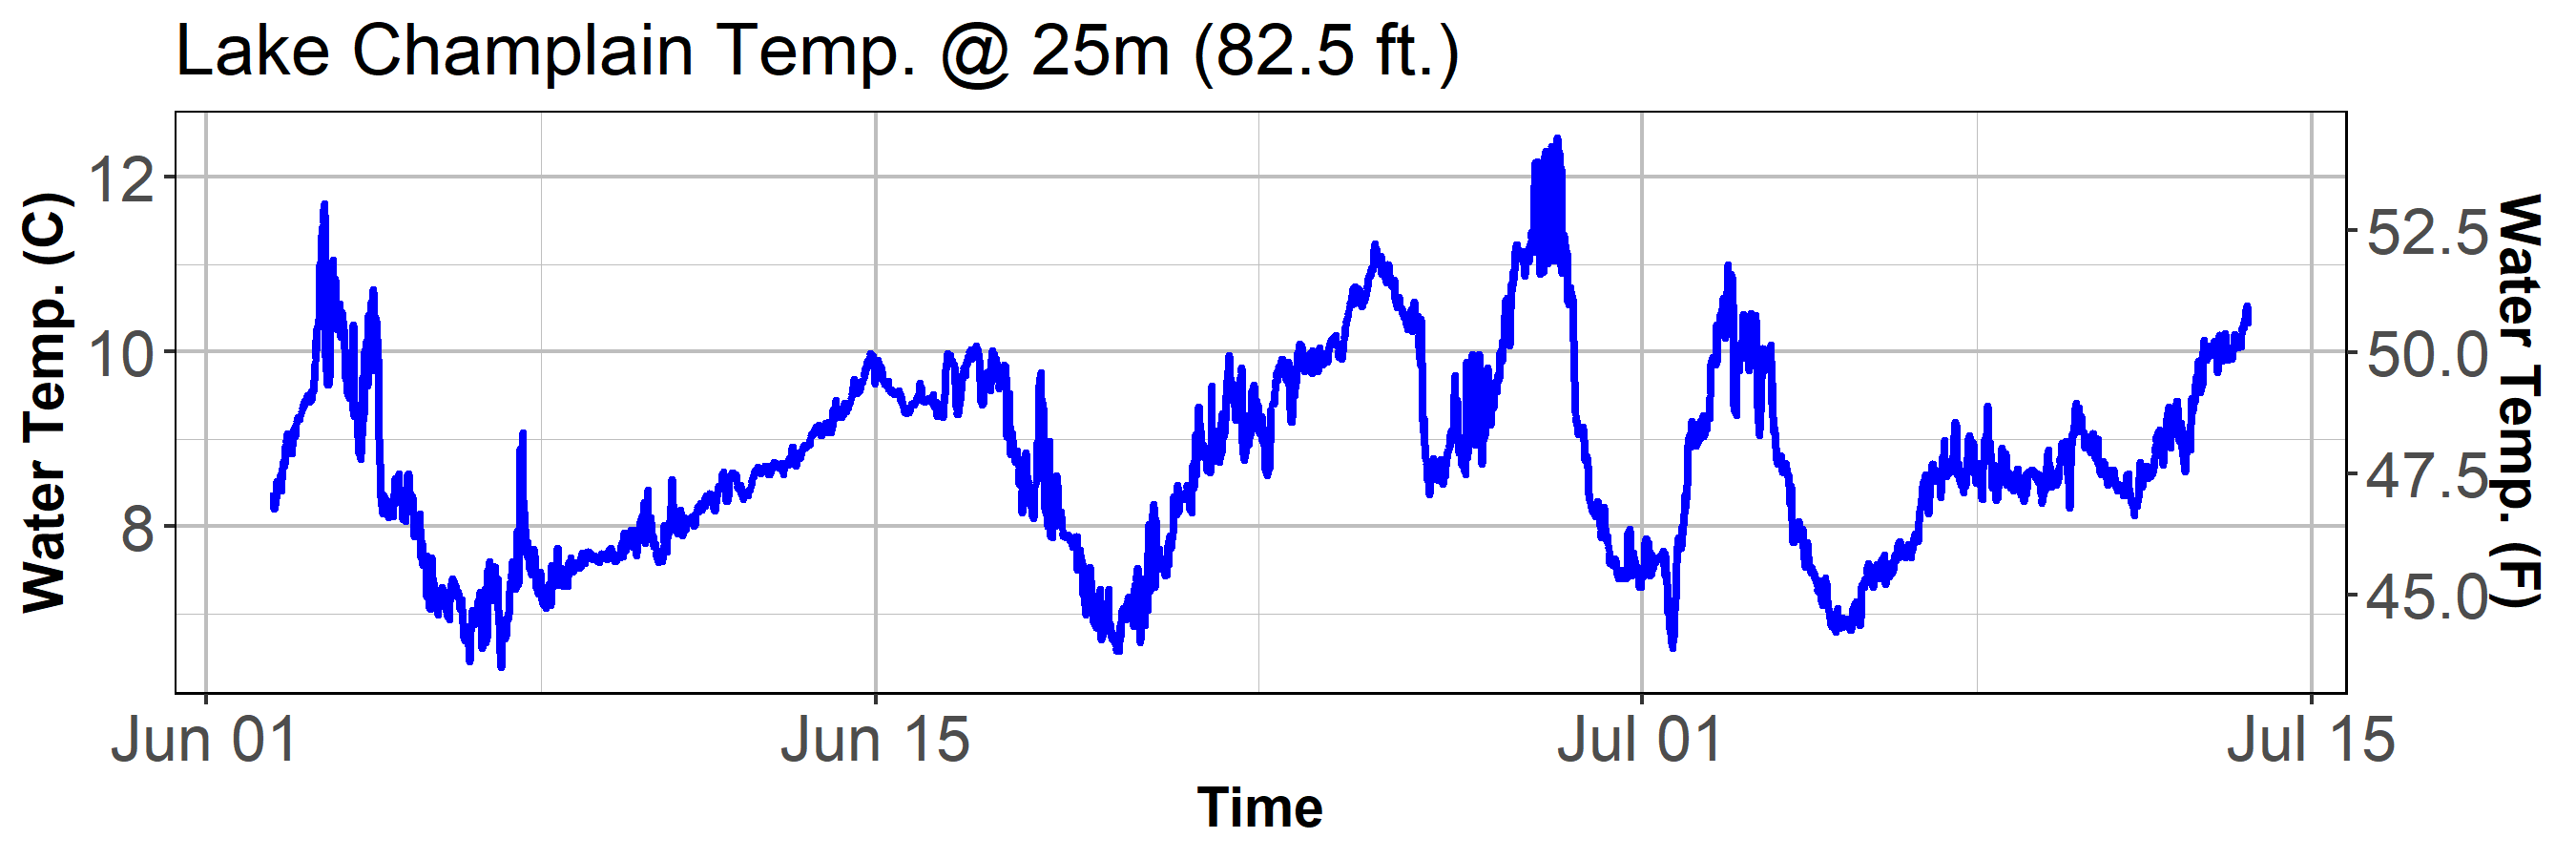 Lake Champlain Temp. @ 25m (82.5 ft.)
Water Temp. (C)
12
10
8
52.5
50.0
47.5
45.0
Water Temp. (F)
Jun 01
Jun 15
Jul 01
Jul 15
Time